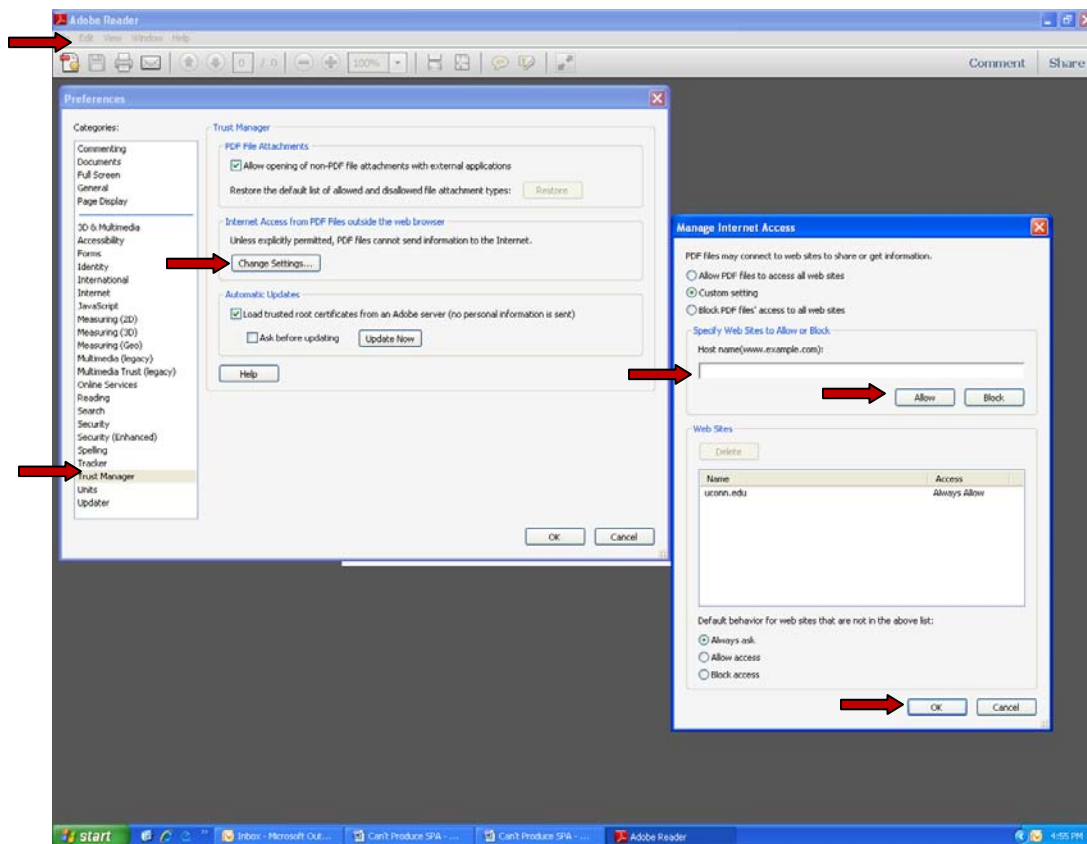 Adobe Reader
Edit View Window Help
0 / 0 100% Comment Share
Preferences
Categories:
Commenting
Documents
Full Screen
General
Page Display
3D & Multimedia
Accessibility
Forms
Identity
International
Internet
JavaScript
Measuring (2D)
Measuring (3D)
Measuring (Geo)
Multimedia (legacy)
Multimedia Trust (legacy)
Online Services
Reading
Search
Security
Security (Enhanced)
Spelling
Tracker
Trust Manager
Units
Updater
Trust Manager
PDF File Attachments
Allow opening of non-PDF file attachments with external applications
Restore the default list of allowed and disallowed file attachment types: Restore
Internet Access from PDF Files outside the web browser
Unless explicitly permitted, PDF files cannot send information to the Internet.
Change Settings...
Automatic Updates
Load trusted root certificates from an Adobe server (no personal information is sent)
Ask before updating Update Now
Help
OK Cancel
Manage Internet Access
PDF files may connect to web sites to share or get information.
Allow PDF files to access all web sites
Custom setting
Block PDF files' access to all web sites
Specify Web Sites to Allow or Block
Host name(www.example.com):
Allow Block
Web Sites
Delete
Name Access
uconn.edu Always Allow
Default behavior for web sites that are not in the above list:
Always ask
Allow access
Block access
OK Cancel
start Inbox - Microsoft Out... Can't Produce SPA - ... Can't Produce SPA - ... Adobe Reader 4:55 PM